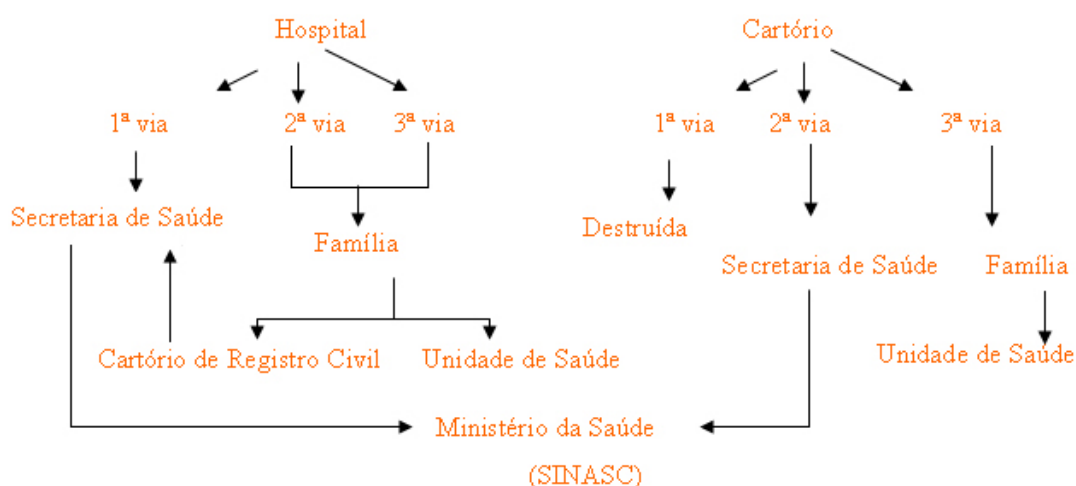 Hospital
Cartório
1ª via
2ª via
3ª via
1ª via
2ª via
3ª via
Secretaria de Saúde
Destruída
Família
Secretaria de Saúde
Família
Cartório de Registro Civil
Unidade de Saúde
Unidade de Saúde
Ministério da Saúde
(SINASC)